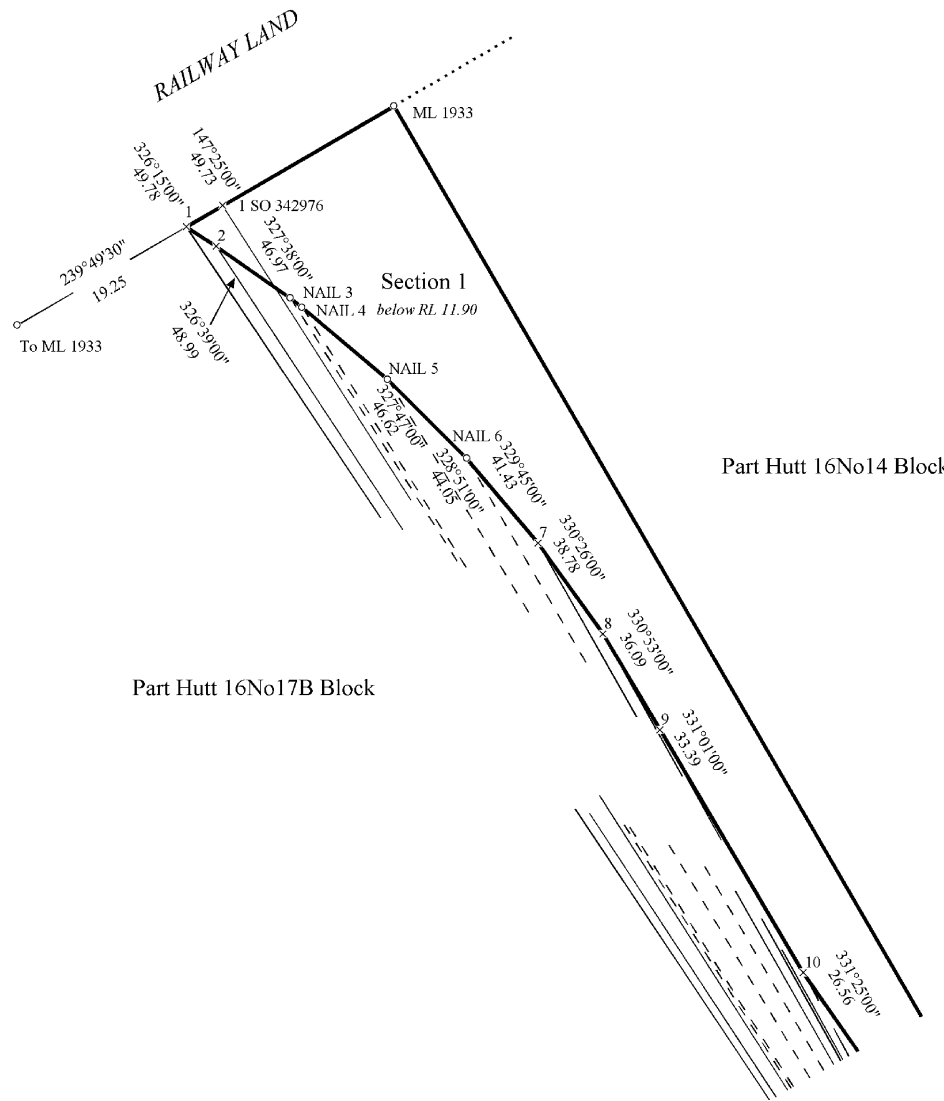 RAILWAY LAND
ML 1933
147°25'00"
49.73
326°15'00"
49.78
1
1 SO 342976
2
327°38'00"
46.97
239°49'30"
19.25
To ML 1933
326°39'00"
48.99
NAIL 3
NAIL 4
Section 1
below RL 11.90
NAIL 5
327°47'00"
46.62
NAIL 6
328°51'00"
44.05
329°45'00"
41.43
Part Hutt 16No14 Block
7
330°26'00"
38.78
8
330°53'00"
36.09
Part Hutt 16No17B Block
9
331°01'00"
33.39
10
331°25'00"
26.56